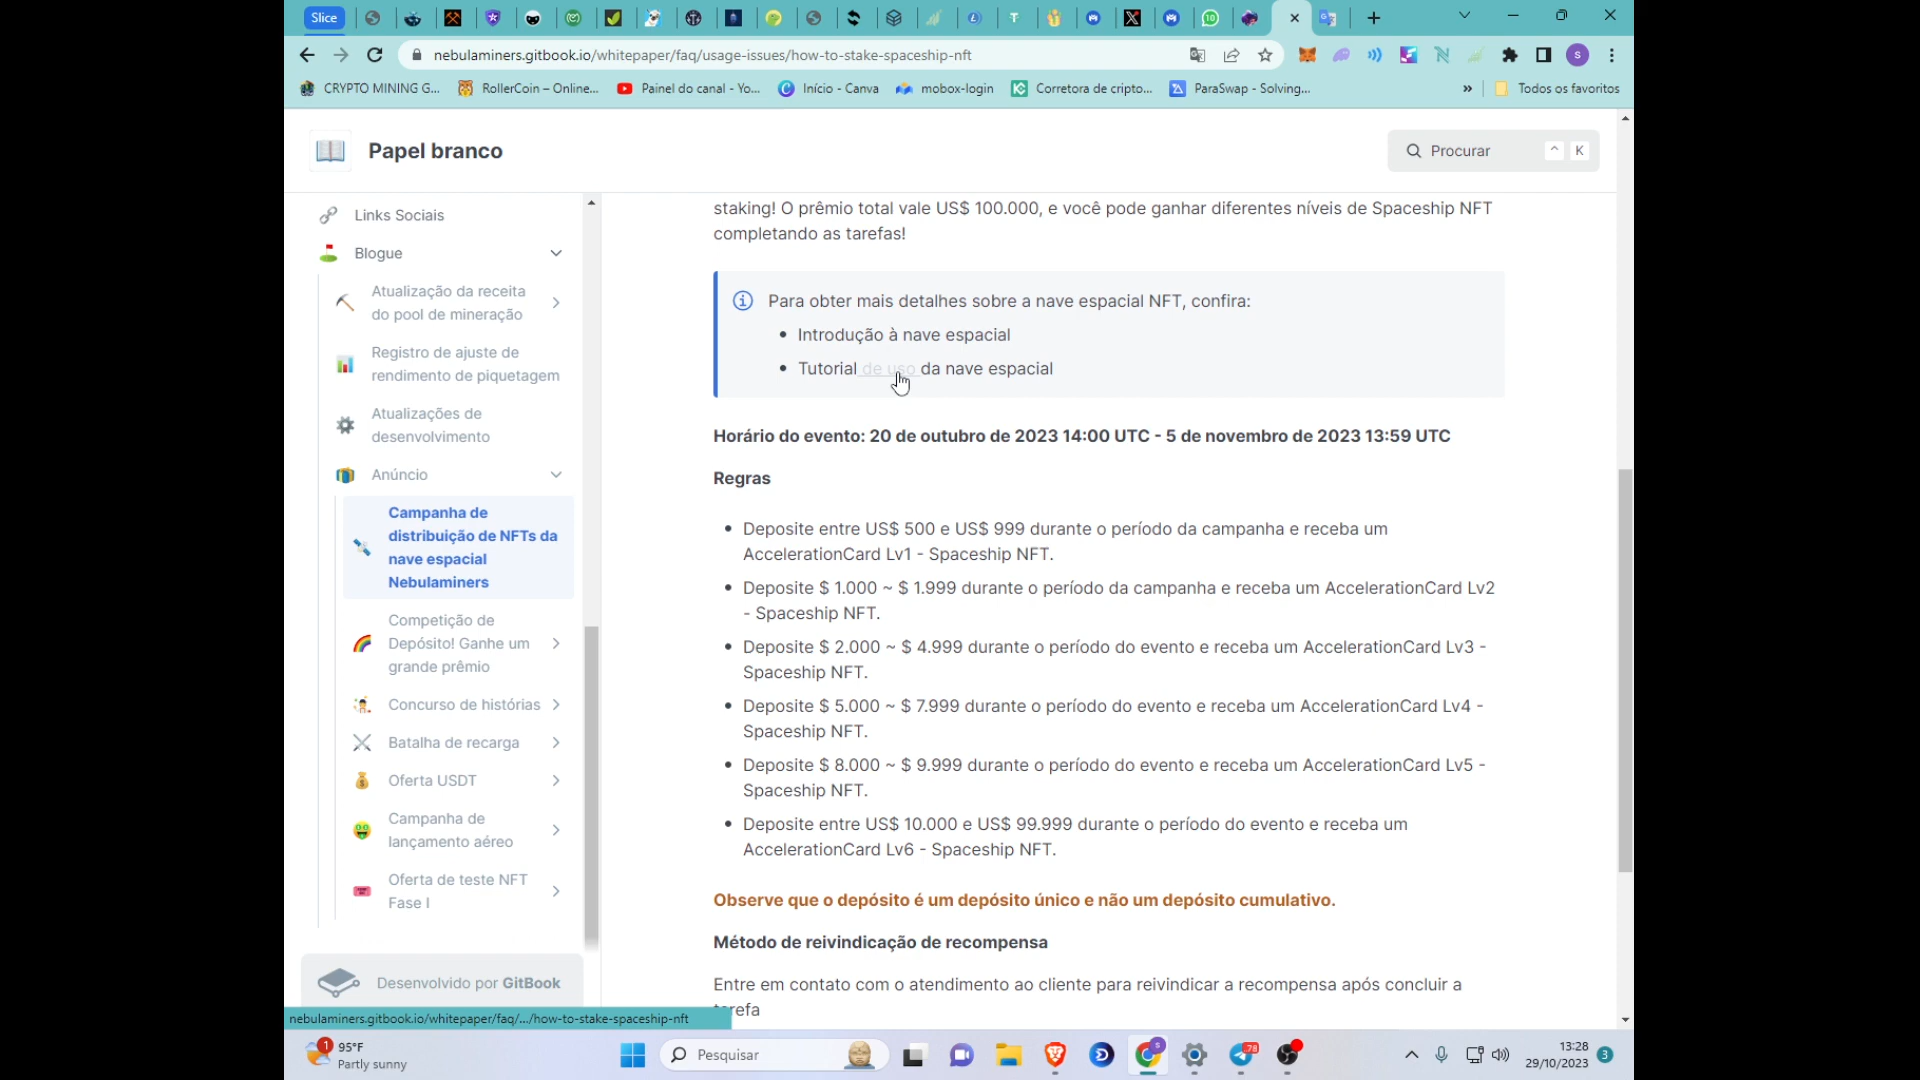 Slice
10
nebulaminers.gitbook.io/whitepaper/faq/usage-issues/how-to-stake-spaceship-nft
S
CRYPTO MINING G...
RollerCoin – Online...
Painel do canal - Yo...
Início - Canva
mobox-login
Corretora de cripto...
ParaSwap - Solving...
»
Todos os favoritos
Papel branco
Procurar
^ K
Links Sociais
Blogue
Atualização da receita
do pool de mineração
Registro de ajuste de
rendimento de piquetagem
Atualizações de
desenvolvimento
Anúncio
Campanha de
distribuição de NFTs da
nave espacial
Nebulaminers
Competição de
Depósito! Ganhe um
grande prêmio
Concurso de histórias
Batalha de recarga
Oferta USDT
Campanha de
lançamento aéreo
Oferta de teste NFT
Fase I
Desenvolvido por GitBook
staking! O prêmio total vale US$ 100.000, e você pode ganhar diferentes níveis de Spaceship NFT
completando as tarefas!
Para obter mais detalhes sobre a nave espacial NFT, confira:
• Introdução à nave espacial
• Tutorial de uso da nave espacial
Horário do evento: 20 de outubro de 2023 14:00 UTC - 5 de novembro de 2023 13:59 UTC
Regras
• Deposite entre US$ 500 e US$ 999 durante o período da campanha e receba um
AccelerationCard Lv1 - Spaceship NFT.
• Deposite $ 1.000 ~ $ 1.999 durante o período da campanha e receba um AccelerationCard Lv2
- Spaceship NFT.
• Deposite $ 2.000 ~ $ 4.999 durante o período do evento e receba um AccelerationCard Lv3 -
Spaceship NFT.
• Deposite $ 5.000 ~ $ 7.999 durante o período do evento e receba um AccelerationCard Lv4 -
Spaceship NFT.
• Deposite $ 8.000 ~ $ 9.999 durante o período do evento e receba um AccelerationCard Lv5 -
Spaceship NFT.
• Deposite entre US$ 10.000 e US$ 99.999 durante o período do evento e receba um
AccelerationCard Lv6 - Spaceship NFT.
Observe que o depósito é um depósito único e não um depósito cumulativo.
Método de reivindicação de recompensa
Entre em contato com o atendimento ao cliente para reivindicar a recompensa após concluir a
refa
nebulaminers.gitbook.io/whitepaper/faq/.../how-to-stake-spaceship-nft
1
95°F
Partly sunny
Pesquisar
78
13:28
29/10/2023
3